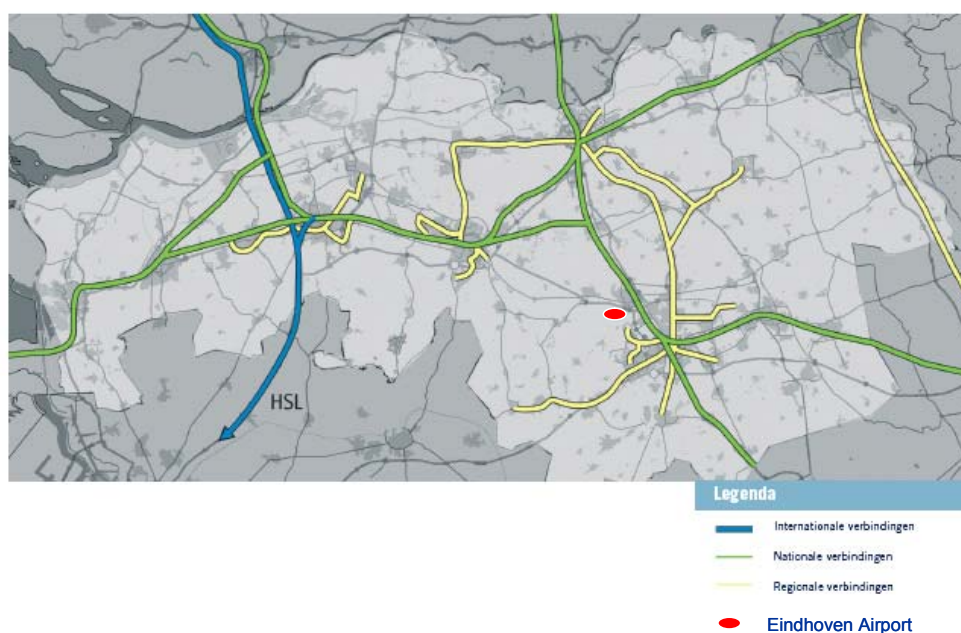 HSL
Legenda
Internationale verbindingen
Nationale verbindingen
Regionale verbindingen
Eindhoven Airport